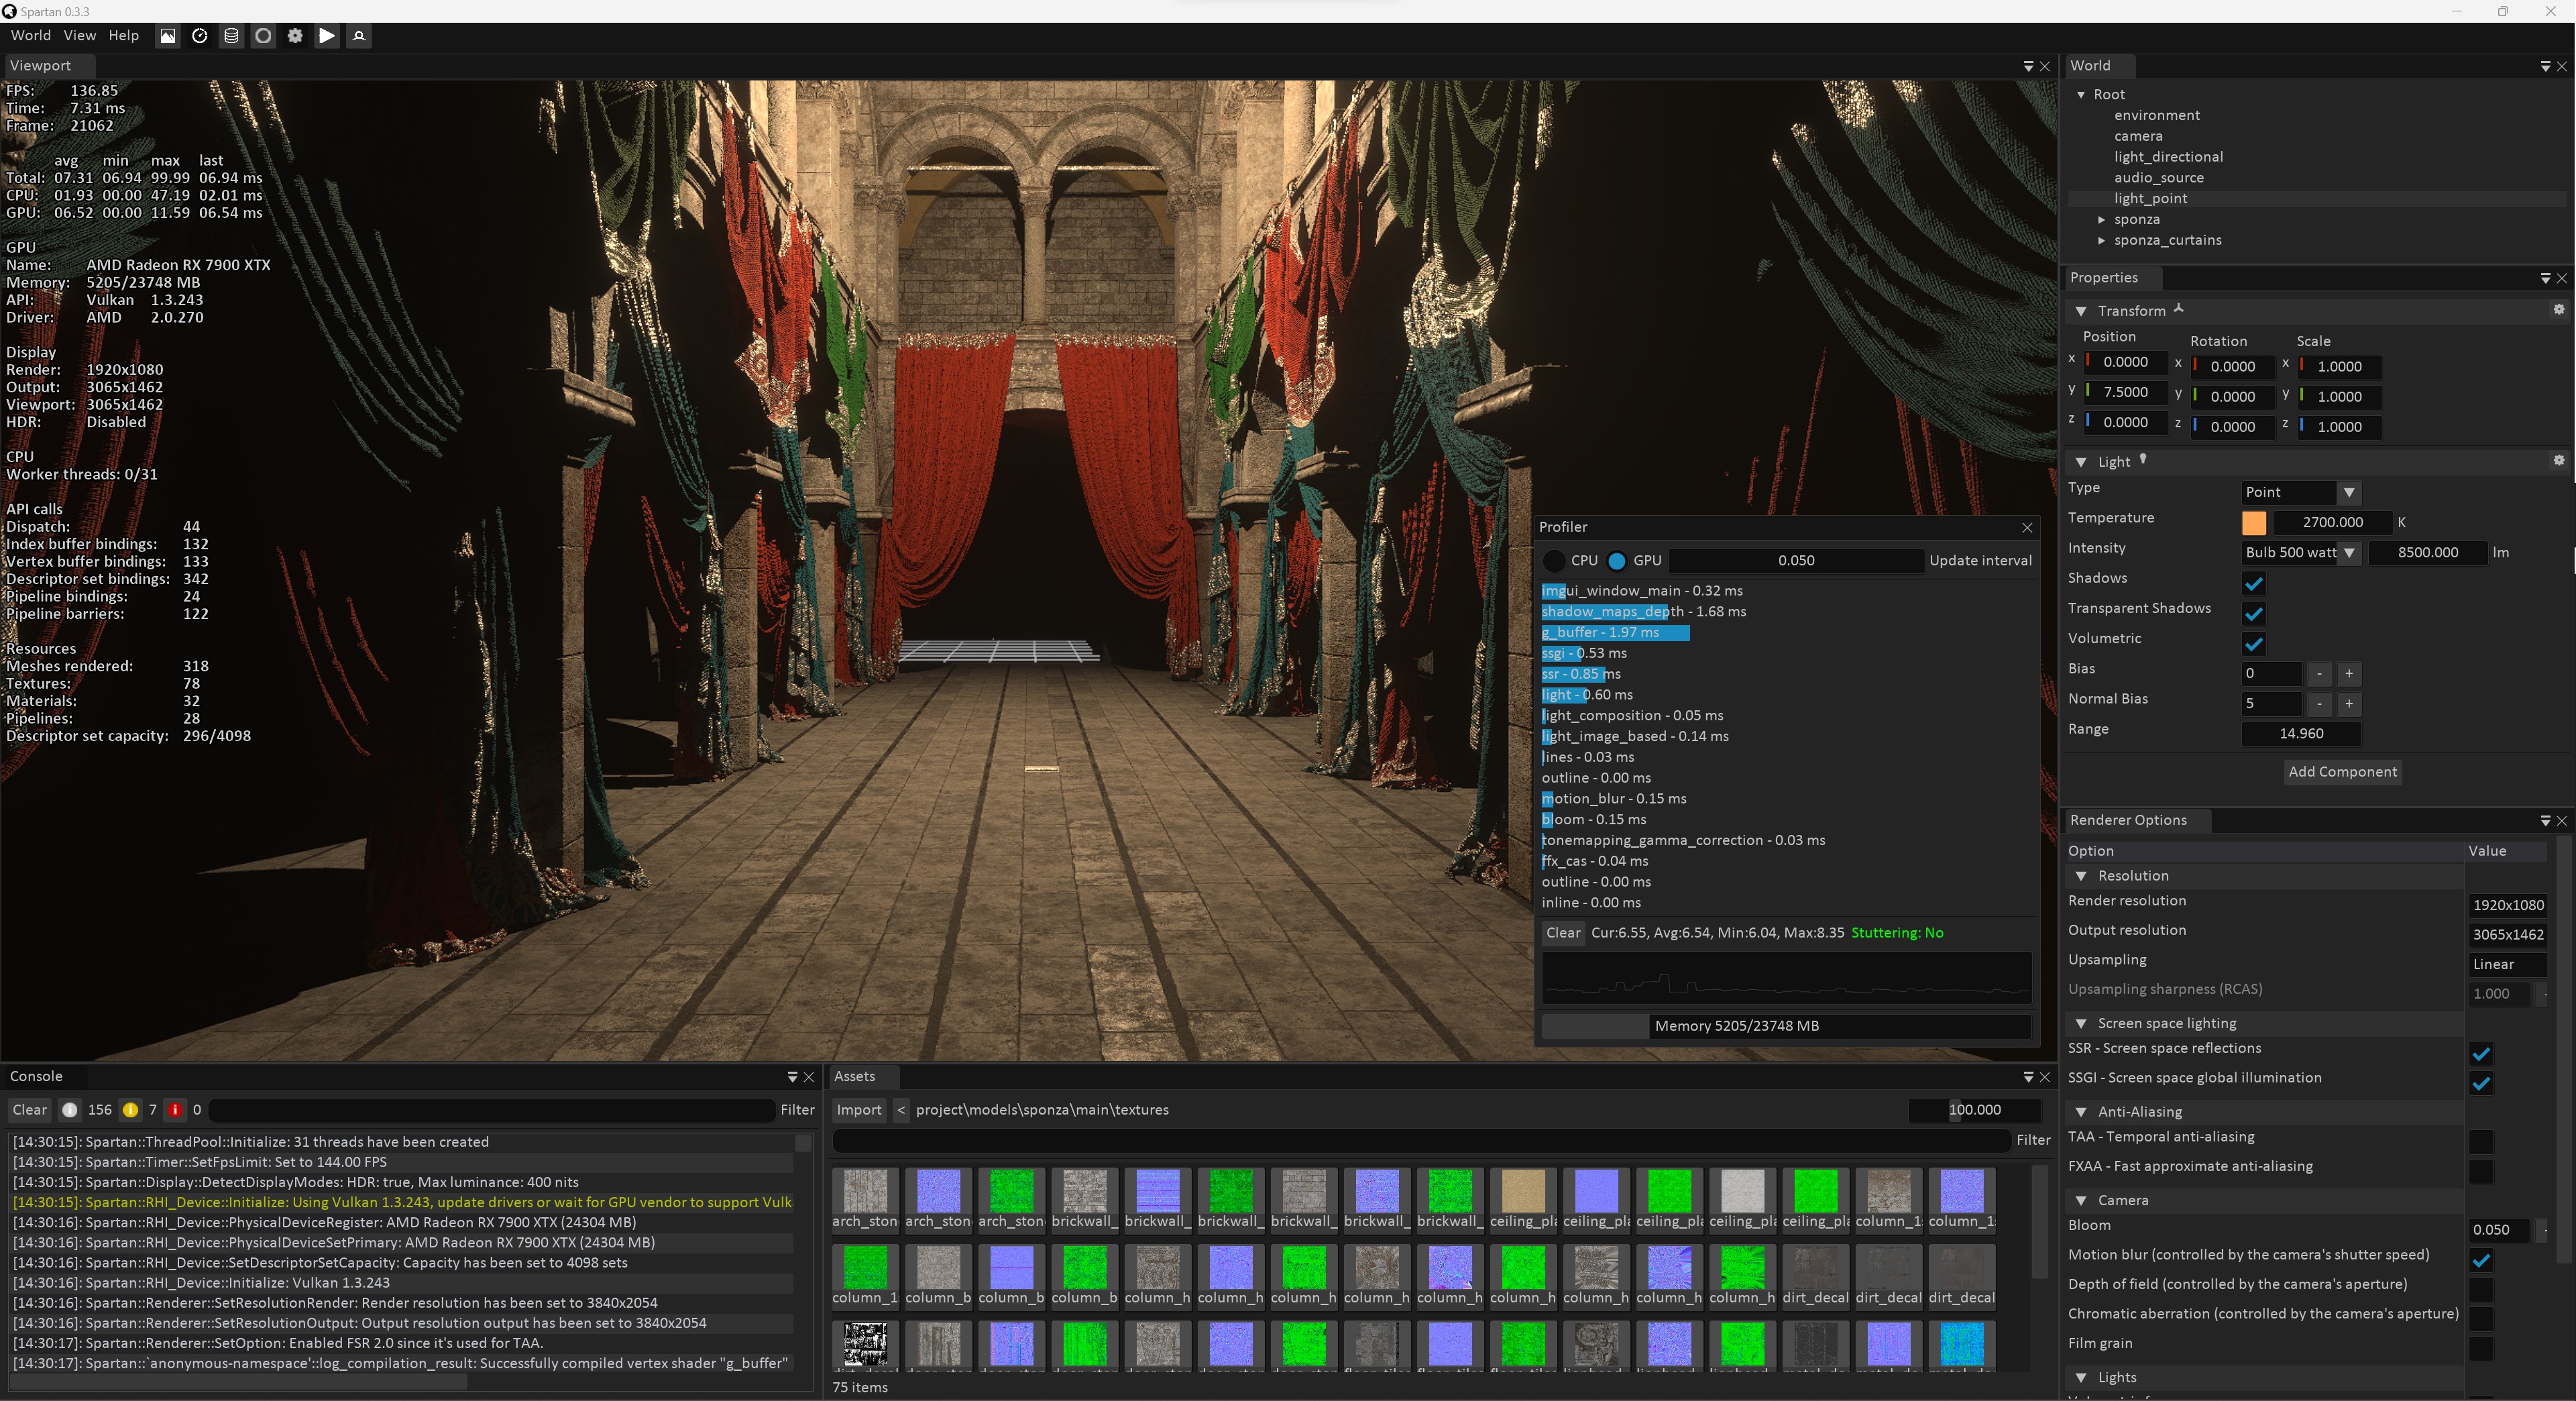 Spartan 0.3.3
World View Help
Viewport
FPS: 136.85
Time: 7.31 ms
Frame: 21062
avg min max last
Total: 07.31 06.94 99.99 06.94 ms
CPU: 01.93 00.00 47.19 02.01 ms
GPU: 06.52 00.00 11.59 06.54 ms
GPU
Name: AMD Radeon RX 7900 XTX
Memory: 5205/23748 MB
API: Vulkan 1.3.243
Driver: AMD 2.0.270
Display
Render: 1920x1080
Output: 3065x1462
Viewport: 3065x1462
HDR: Disabled
CPU
Worker threads: 0/31
API calls
Dispatch: 44
Index buffer bindings: 132
Vertex buffer bindings: 133
Descriptor set bindings: 342
Pipeline bindings: 24
Pipeline barriers: 122
Resources
Meshes rendered: 318
Textures: 78
Materials: 32
Pipelines: 28
Descriptor set capacity: 296/4098
Profiler
CPU GPU 0.050 Update interval
imgui_window_main - 0.32 ms
shadow_maps_depth - 1.68 ms
g_buffer - 1.97 ms
ssgi - 0.53 ms
ssr - 0.85 ms
light - 0.60 ms
light_composition - 0.05 ms
light_image_based - 0.14 ms
lines - 0.03 ms
outline - 0.00 ms
motion_blur - 0.15 ms
bloom - 0.15 ms
tonemapping_gamma_correction - 0.03 ms
ffx_cas - 0.04 ms
outline - 0.00 ms
inline - 0.00 ms
Clear Cur:6.55, Avg:6.54, Min:6.04, Max:8.35 Stuttering: No
Memory 5205/23748 MB
World
Root
environment
camera
light_directional
audio_source
light_point
sponza
sponza_curtains
Properties
Transform
Position Rotation Scale
x 0.0000 x 0.0000 x 1.0000
y 7.5000 y 0.0000 y 1.0000
z 0.0000 z 0.0000 z 1.0000
Light
Type Point
Temperature 2700.000 K
Intensity Bulb 500 watt 8500.000 lm
Shadows
Transparent Shadows
Volumetric
Bias 0 - +
Normal Bias 5 - +
Range 14.960
Add Component
Renderer Options
Option Value
Resolution
Render resolution 1920x1080
Output resolution 3065x1462
Upsampling Linear
Upsampling sharpness (RCAS) 1.000 -
Screen space lighting
SSR - Screen space reflections
SSGI - Screen space global illumination
Anti-Aliasing
TAA - Temporal anti-aliasing
FXAA - Fast approximate anti-aliasing
Camera
Bloom 0.050 -
Motion blur (controlled by the camera's shutter speed)
Depth of field (controlled by the camera's aperture)
Chromatic aberration (controlled by the camera's aperture)
Film grain
Lights
Console
Clear 156 7 0 Filter
[14:30:15]: Spartan::ThreadPool::Initialize: 31 threads have been created
[14:30:15]: Spartan::Timer::SetFpsLimit: Set to 144.00 FPS
[14:30:15]: Spartan::Display::DetectDisplayModes: HDR: true, Max luminance: 400 nits
[14:30:15]: Spartan::RHI_Device::Initialize: Using Vulkan 1.3.243, update drivers or wait for GPU vendor to support Vulk
[14:30:16]: Spartan::RHI_Device::PhysicalDeviceRegister: AMD Radeon RX 7900 XTX (24304 MB)
[14:30:16]: Spartan::RHI_Device::PhysicalDeviceSetPrimary: AMD Radeon RX 7900 XTX (24304 MB)
[14:30:16]: Spartan::RHI_Device::SetDescriptorSetCapacity: Capacity has been set to 4098 sets
[14:30:16]: Spartan::RHI_Device::Initialize: Vulkan 1.3.243
[14:30:16]: Spartan::Renderer::SetResolutionRender: Render resolution has been set to 3840x2054
[14:30:16]: Spartan::Renderer::SetResolutionOutput: Output resolution output has been set to 3840x2054
[14:30:17]: Spartan::Renderer::SetOption: Enabled FSR 2.0 since it's used for TAA.
[14:30:17]: Spartan::`anonymous-namespace'::log_compilation_result: Successfully compiled vertex shader "g_buffer"
Assets
Import < project\models\sponza\main\textures 100.000
Filter
arch_ston arch_ston arch_ston brickwall_ brickwall_ brickwall_ brickwall_ brickwall_ brickwall_ ceiling_pla ceiling_pla ceiling_pla ceiling_pla ceiling_pla column_1 column_1
column_1 column_b column_b column_b column_h column_h column_h column_h column_h column_h column_h column_h column_h dirt_decal dirt_decal dirt_decal
75 items